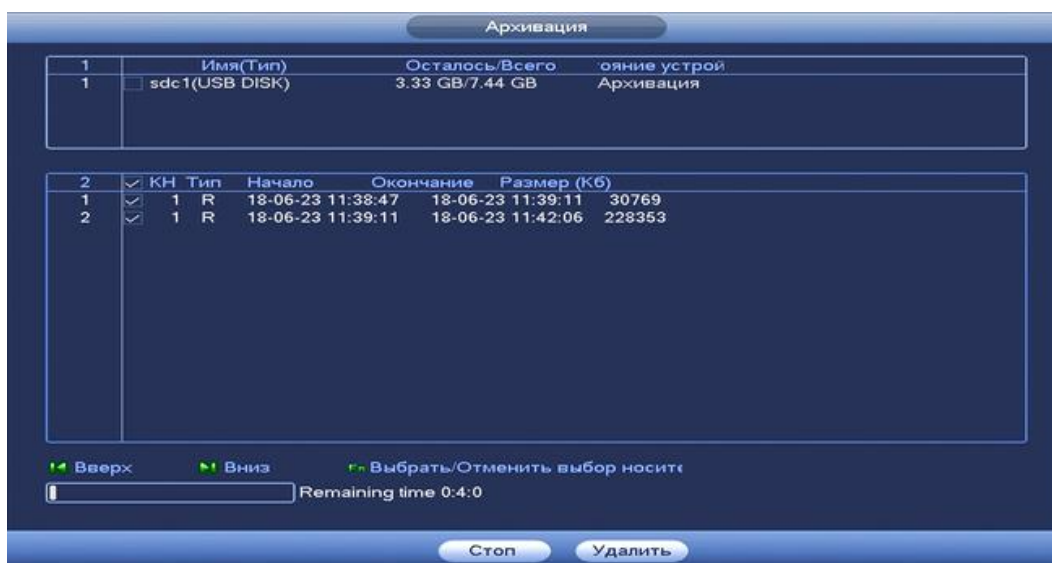 Архивация
1 Имя(Тип) Осталось/Всего ояние устрой
1 sdc1(USB DISK) 3.33 GB/7.44 GB Архивация
2 КН Тип Начало Окончание Размер (Кб)
1 1 R 18-06-23 11:38:47 18-06-23 11:39:11 30769
2 1 R 18-06-23 11:39:11 18-06-23 11:42:06 228353
Вверх Вниз Fn Выбрать/Отменить выбор носите
Remaining time 0:4:0
Стоп Удалить